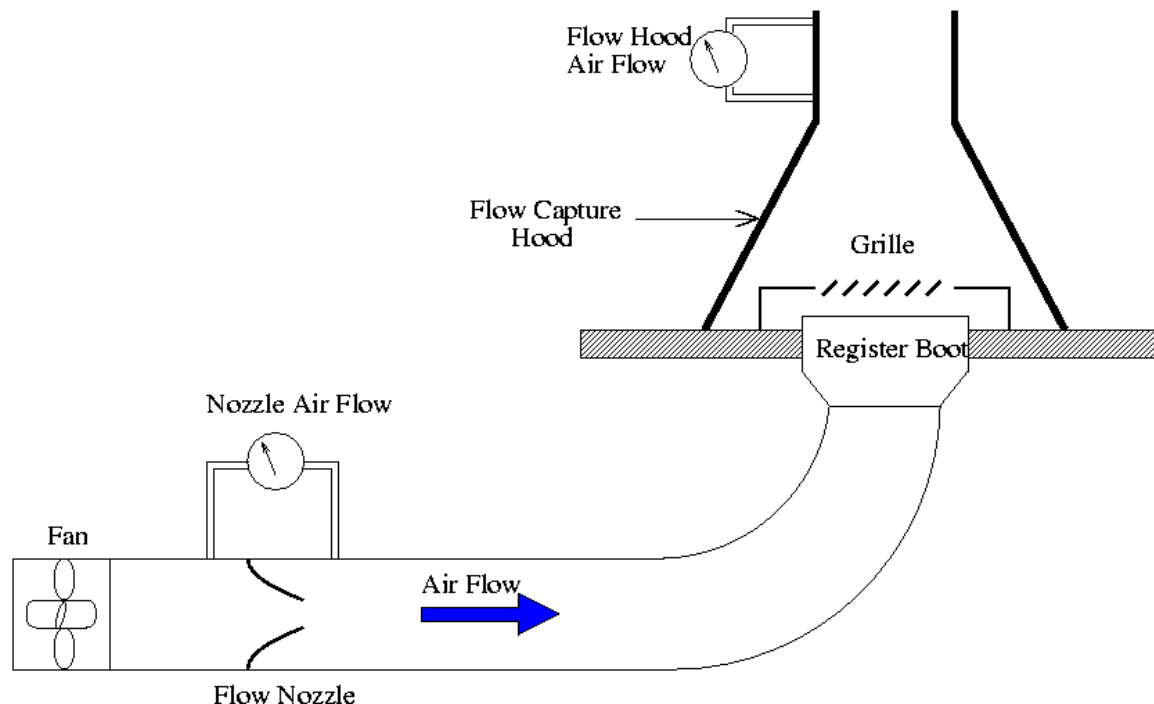 Flow Hood
Air Flow
Flow Capture
Hood
Grille
Register Boot
Nozzle Air Flow
Fan
Air Flow
Flow Nozzle